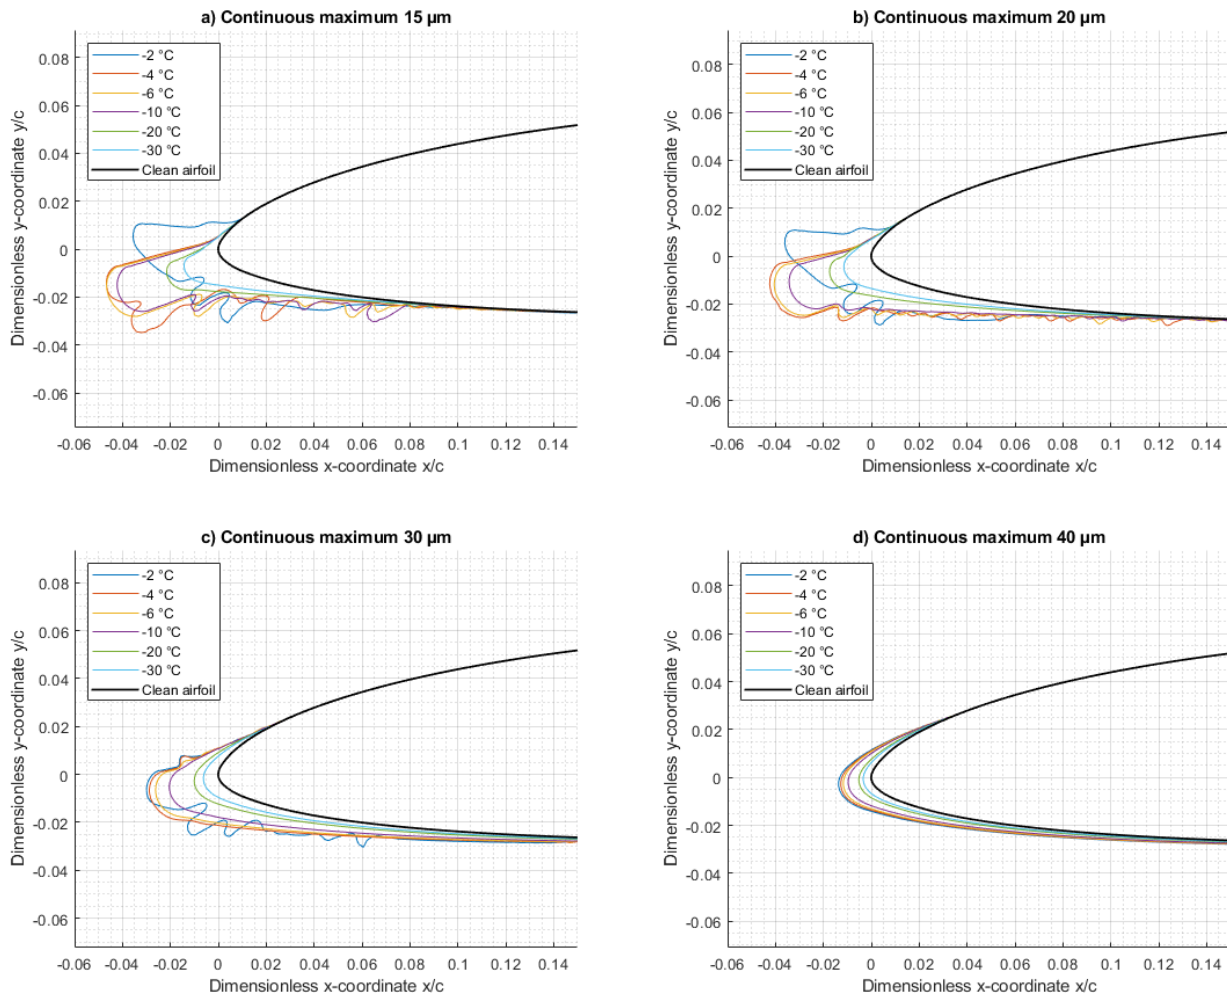 a) Continuous maximum 15 µm
Dimensionless y-coordinate y/c
0.08
0.06
0.04
0.02
0
-0.02
-0.04
-0.06
-2 °C
-4 °C
-6 °C
-10 °C
-20 °C
-30 °C
Clean airfoil
-0.06 -0.04 -0.02 0 0.02 0.04 0.06 0.08 0.1 0.12 0.14
Dimensionless x-coordinate x/c
b) Continuous maximum 20 µm
Dimensionless y-coordinate y/c
0.08
0.06
0.04
0.02
0
-0.02
-0.04
-0.06
-2 °C
-4 °C
-6 °C
-10 °C
-20 °C
-30 °C
Clean airfoil
-0.06 -0.04 -0.02 0 0.02 0.04 0.06 0.08 0.1 0.12 0.14
Dimensionless x-coordinate x/c
c) Continuous maximum 30 µm
Dimensionless y-coordinate y/c
0.08
0.06
0.04
0.02
0
-0.02
-0.04
-0.06
-2 °C
-4 °C
-6 °C
-10 °C
-20 °C
-30 °C
Clean airfoil
-0.06 -0.04 -0.02 0 0.02 0.04 0.06 0.08 0.1 0.12 0.14
Dimensionless x-coordinate x/c
d) Continuous maximum 40 µm
Dimensionless y-coordinate y/c
0.08
0.06
0.04
0.02
0
-0.02
-0.04
-0.06
-2 °C
-4 °C
-6 °C
-10 °C
-20 °C
-30 °C
Clean airfoil
-0.06 -0.04 -0.02 0 0.02 0.04 0.06 0.08 0.1 0.12 0.14
Dimensionless x-coordinate x/c